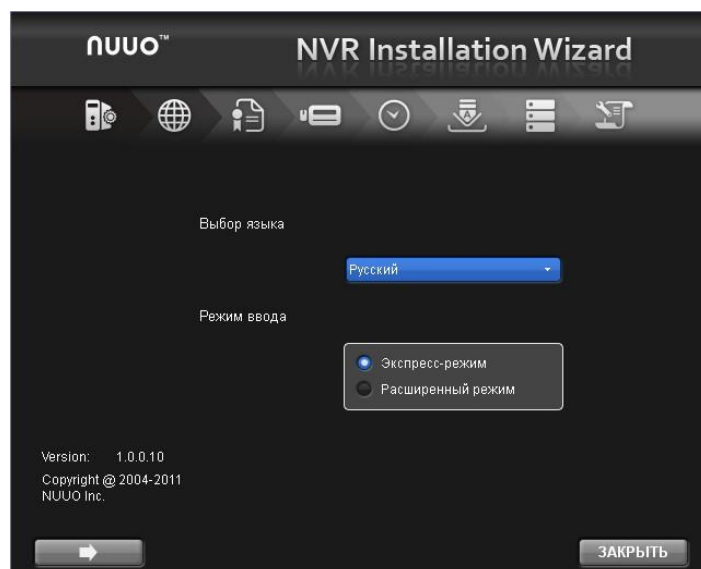 nuuo™
NVR Installation Wizard
Выбор языка
Русский
Режим ввода
Экспресс-режим
Расширенный режим
Version: 1.0.0.10
Copyright @ 2004-2011
NUUO Inc.
ЗАКРЫТЬ